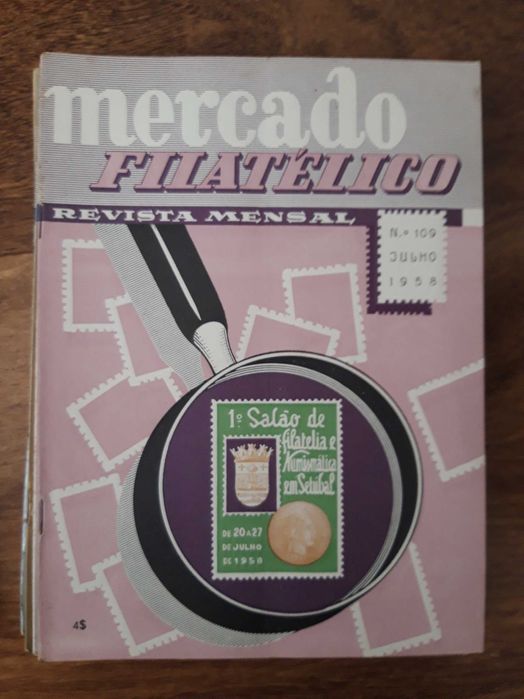 mercado
FILATÉLICO
REVISTA MENSAL
N.º 109
JULHO
1958
1º Salão de
filatelia e
Numismática
em Setúbal
DE 20 A 27
DE JULHO
DE 1958
4$